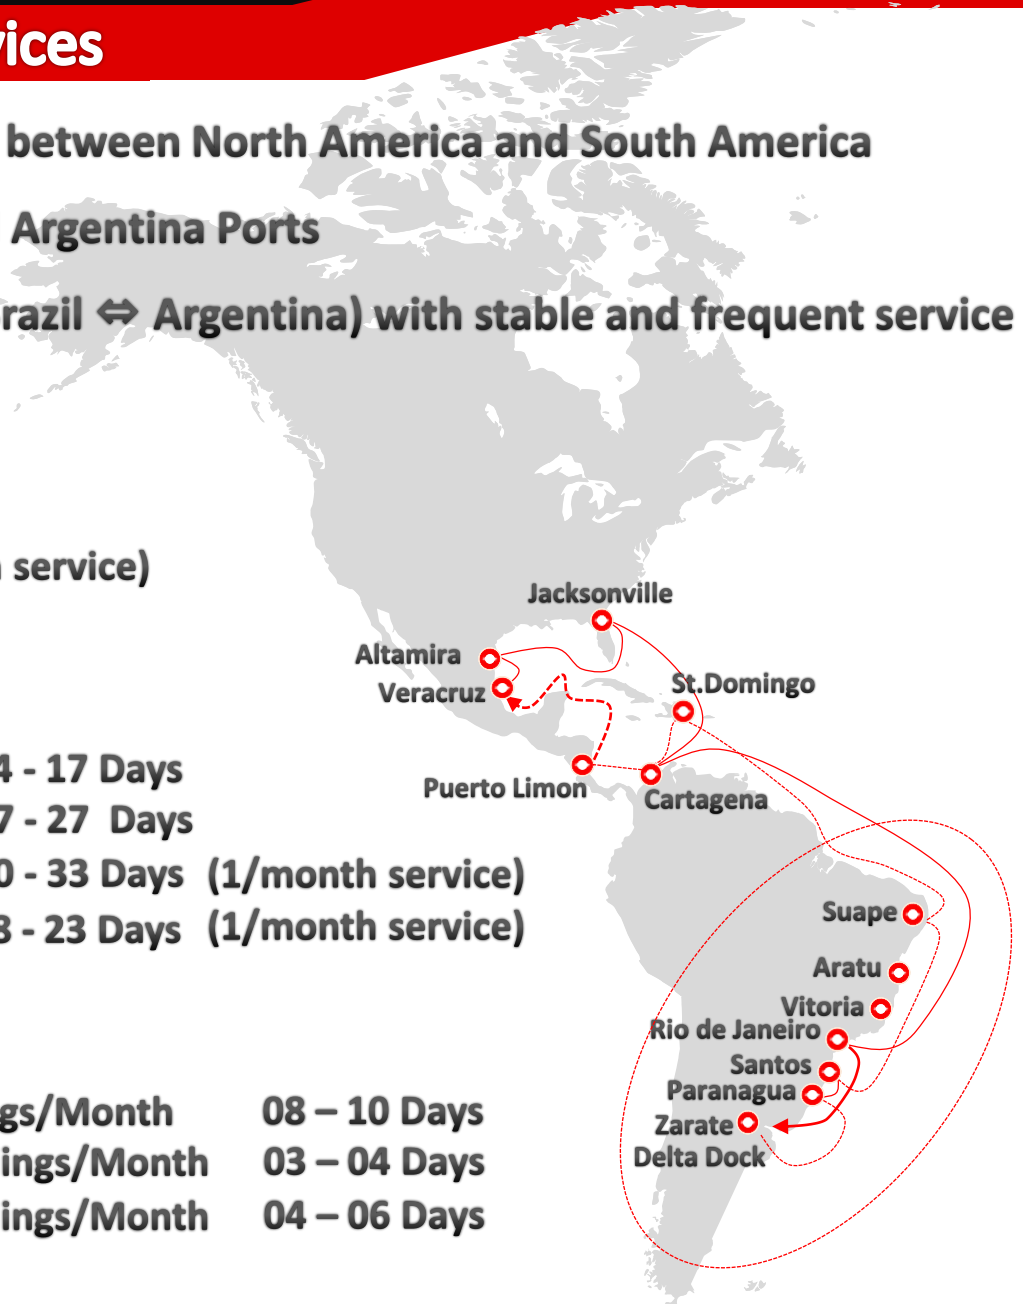 vices
between North America and South America
Argentina Ports
razil ⇔ Argentina) with stable and frequent service
service)
Jacksonville
Altamira
St.Domingo
Veracruz
4 - 17 Days
Puerto Limon
Cartagena
7 - 27 Days
0 - 33 Days (1/month service)
8 - 23 Days (1/month service)
Suape
Aratu
Vitoria
Rio de Janeiro
Santos
Paranagua
Zarate
Delta Dock
gs/Month 08 – 10 Days
ings/Month 03 – 04 Days
ings/Month 04 – 06 Days